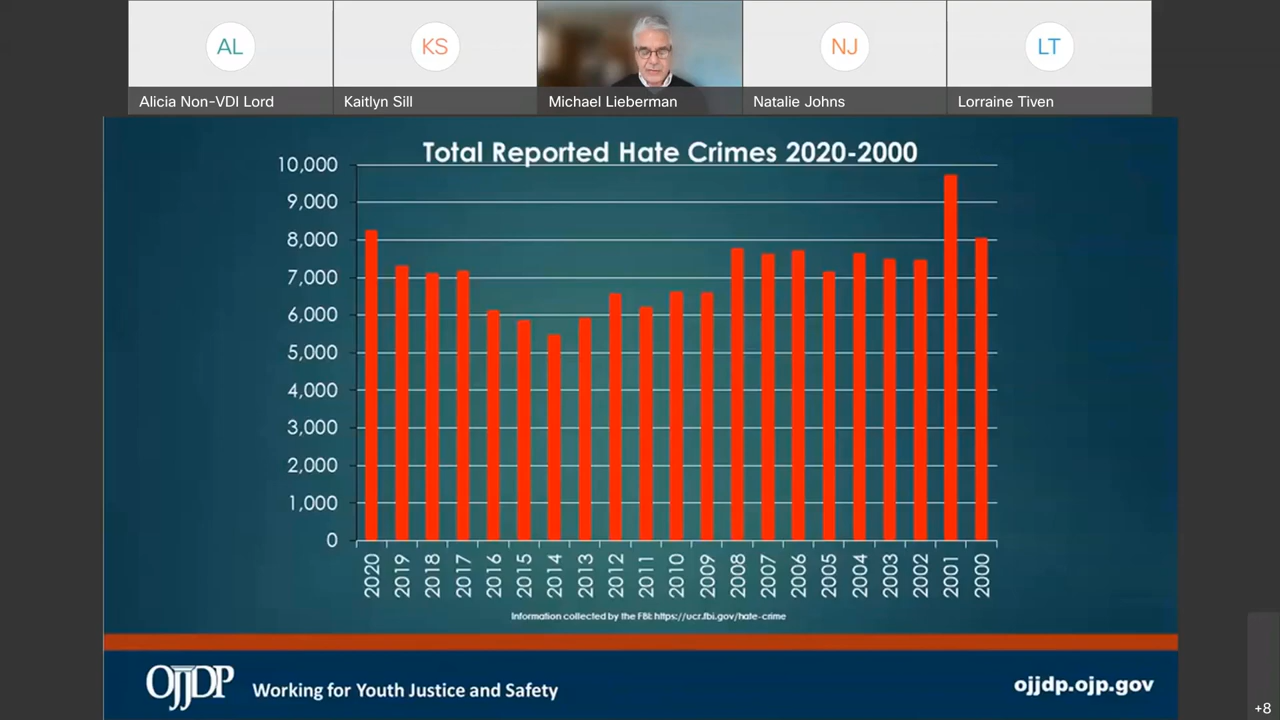 AL
KS
NJ
LT
Alicia Non-VDI Lord
Kaitlyn Sill
Michael Lieberman
Natalie Johns
Lorraine Tiven
Total Reported Hate Crimes 2020-2000
10,000
9,000
8,000
7,000
6,000
5,000
4,000
3,000
2,000
1,000
0
2020
2019
2018
2017
2016
2015
2014
2013
2012
2011
2010
2009
2008
2007
2006
2005
2004
2003
2002
2001
2000
Information collected by the FBI: https://ucr.fbi.gov/hate-crime
OJJDP
Working for Youth Justice and Safety
ojjdp.ojp.gov
+8